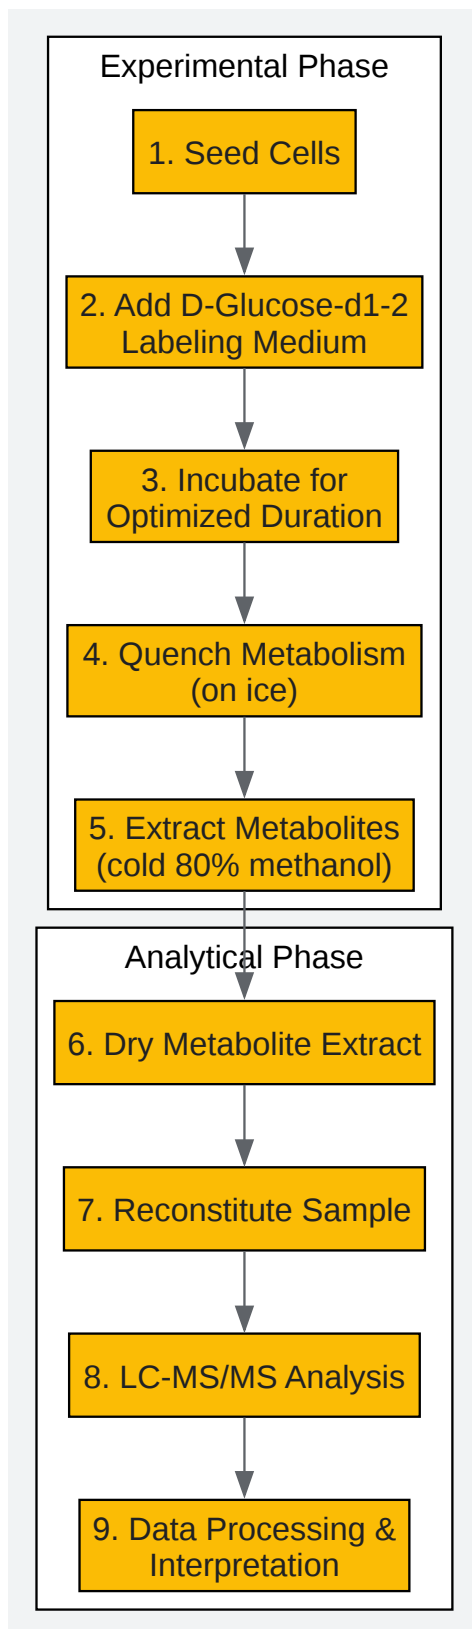 Experimental Phase
1. Seed Cells
2. Add D-Glucose-d1-2
Labeling Medium
3. Incubate for
Optimized Duration
4. Quench Metabolism
(on ice)
5. Extract Metabolites
(cold 80% methanol)
Analytical Phase
6. Dry Metabolite Extract
7. Reconstitute Sample
8. LC-MS/MS Analysis
9. Data Processing &
Interpretation